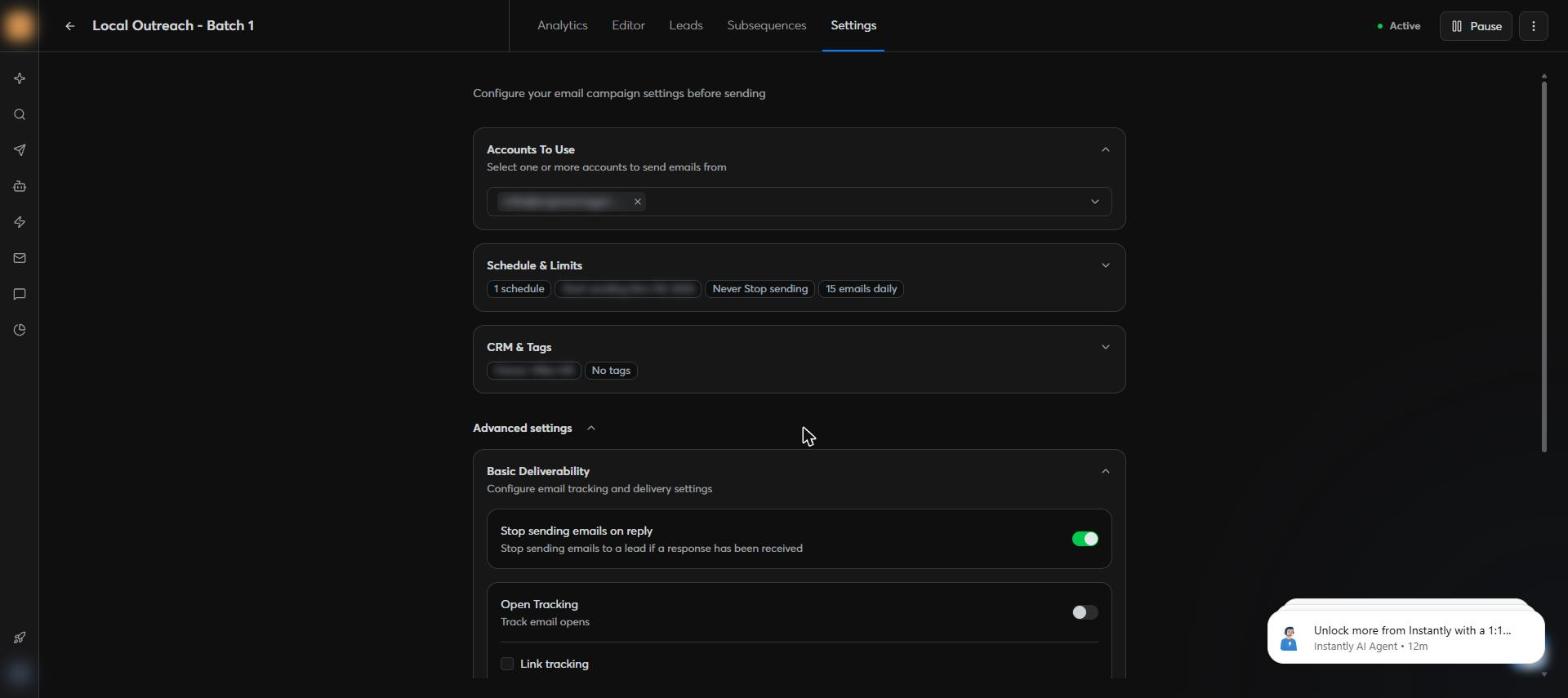 Local Outreach - Batch 1
Analytics
Editor
Leads
Subsequences
Settings
Active
Pause
Configure your email campaign settings before sending
Accounts To Use
Select one or more accounts to send emails from
Schedule & Limits
1 schedule
Never Stop sending
15 emails daily
CRM & Tags
No tags
Advanced settings
Basic Deliverability
Configure email tracking and delivery settings
Stop sending emails on reply
Stop sending emails to a lead if a response has been received
Open Tracking
Track email opens
Link tracking
Unlock more from Instantly with a 1:1...
Instantly AI Agent • 12m